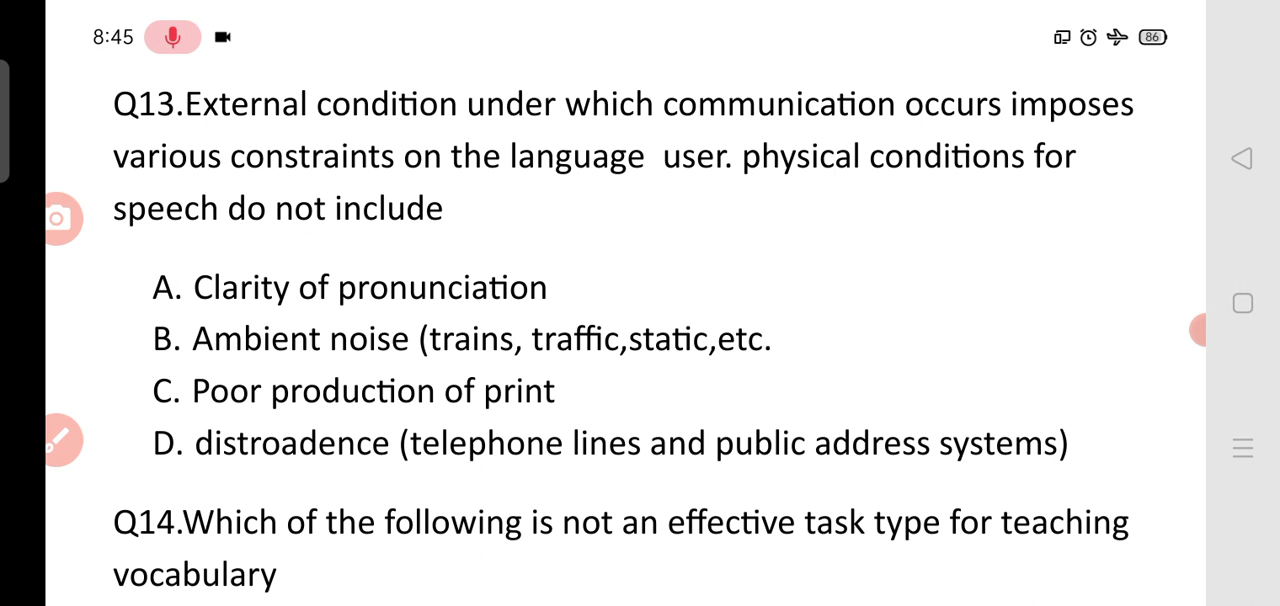 8:45
86
Q13.External condition under which communication occurs imposes
various constraints on the language  user. physical conditions for
speech do not include
A. Clarity of pronunciation
B. Ambient noise (trains, traffic,static,etc.
C. Poor production of print
D. distroadence (telephone lines and public address systems)
Q14.Which of the following is not an effective task type for teaching
vocabulary